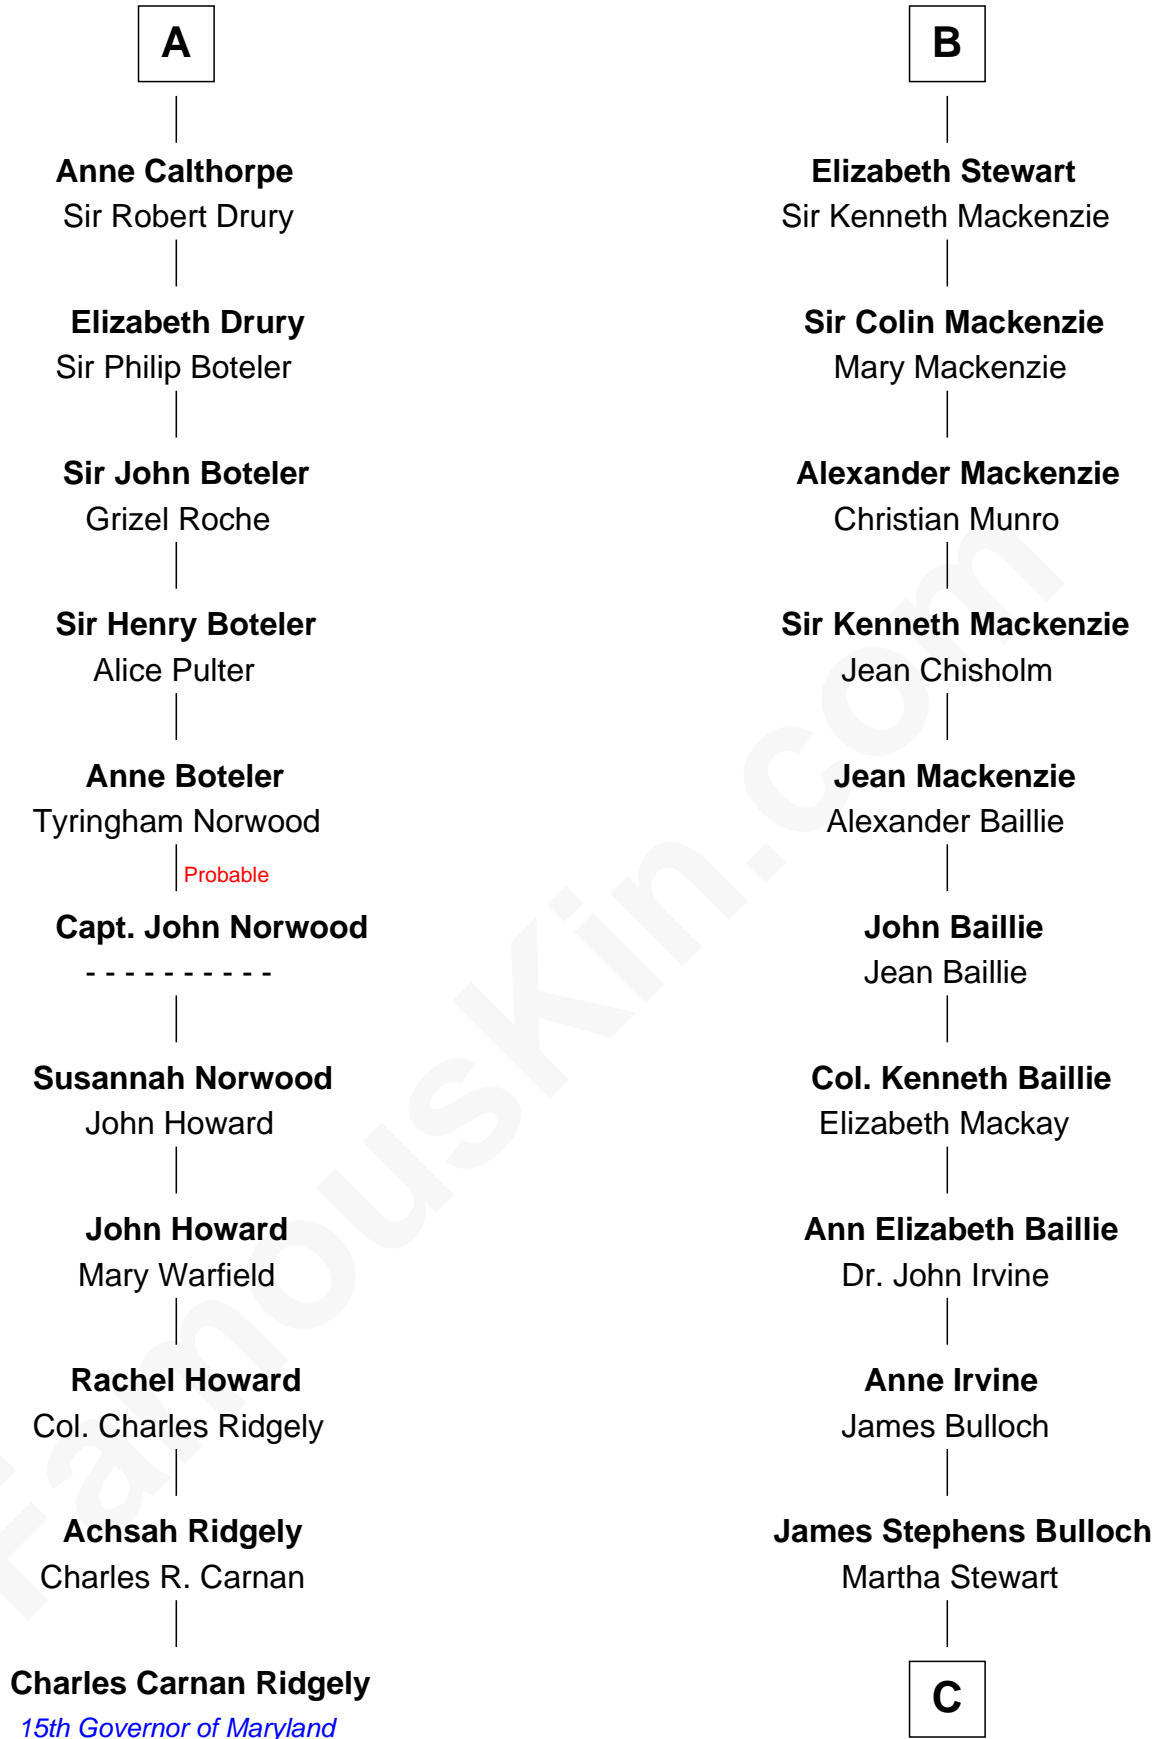 A
Anne Calthorpe
Sir Robert Drury
Elizabeth Drury
Sir Philip Boteler
Sir John Boteler
Grizel Roche
Sir Henry Boteler
Alice Pulter
Anne Boteler
Tyringham Norwood
Probable
Capt. John Norwood
- - - - - - - - - -
Susannah Norwood
John Howard
John Howard
Mary Warfield
Rachel Howard
Col. Charles Ridgely
Achsah Ridgely
Charles R. Carnan
Charles Carnan Ridgely
15th Governor of Maryland
B
Elizabeth Stewart
Sir Kenneth Mackenzie
Sir Colin Mackenzie
Mary Mackenzie
Alexander Mackenzie
Christian Munro
Sir Kenneth Mackenzie
Jean Chisholm
Jean Mackenzie
Alexander Baillie
John Baillie
Jean Baillie
Col. Kenneth Baillie
Elizabeth Mackay
Ann Elizabeth Baillie
Dr. John Irvine
Anne Irvine
James Bulloch
James Stephens Bulloch
Martha Stewart
C
FamousKin.com